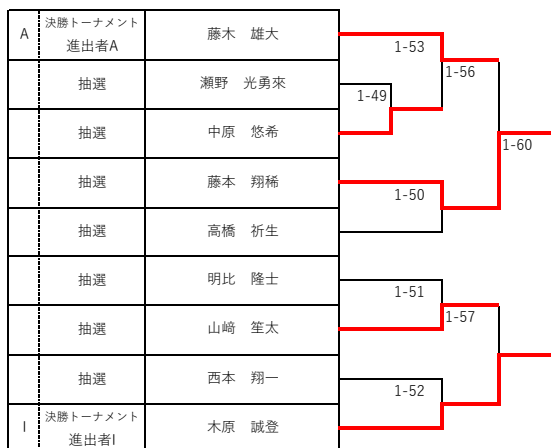 A 決勝トーナメント 進出者A 藤木　雄大
抽選 瀬野　光勇來
抽選 中原　悠希
抽選 藤本　翔稀
抽選 高橋　祈生
抽選 明比　隆士
抽選 山﨑　笙太
抽選 西本　翔一
I 決勝トーナメント 進出者I 木原　誠登
1-53
1-56
1-49
1-60
1-50
1-51
1-57
1-52